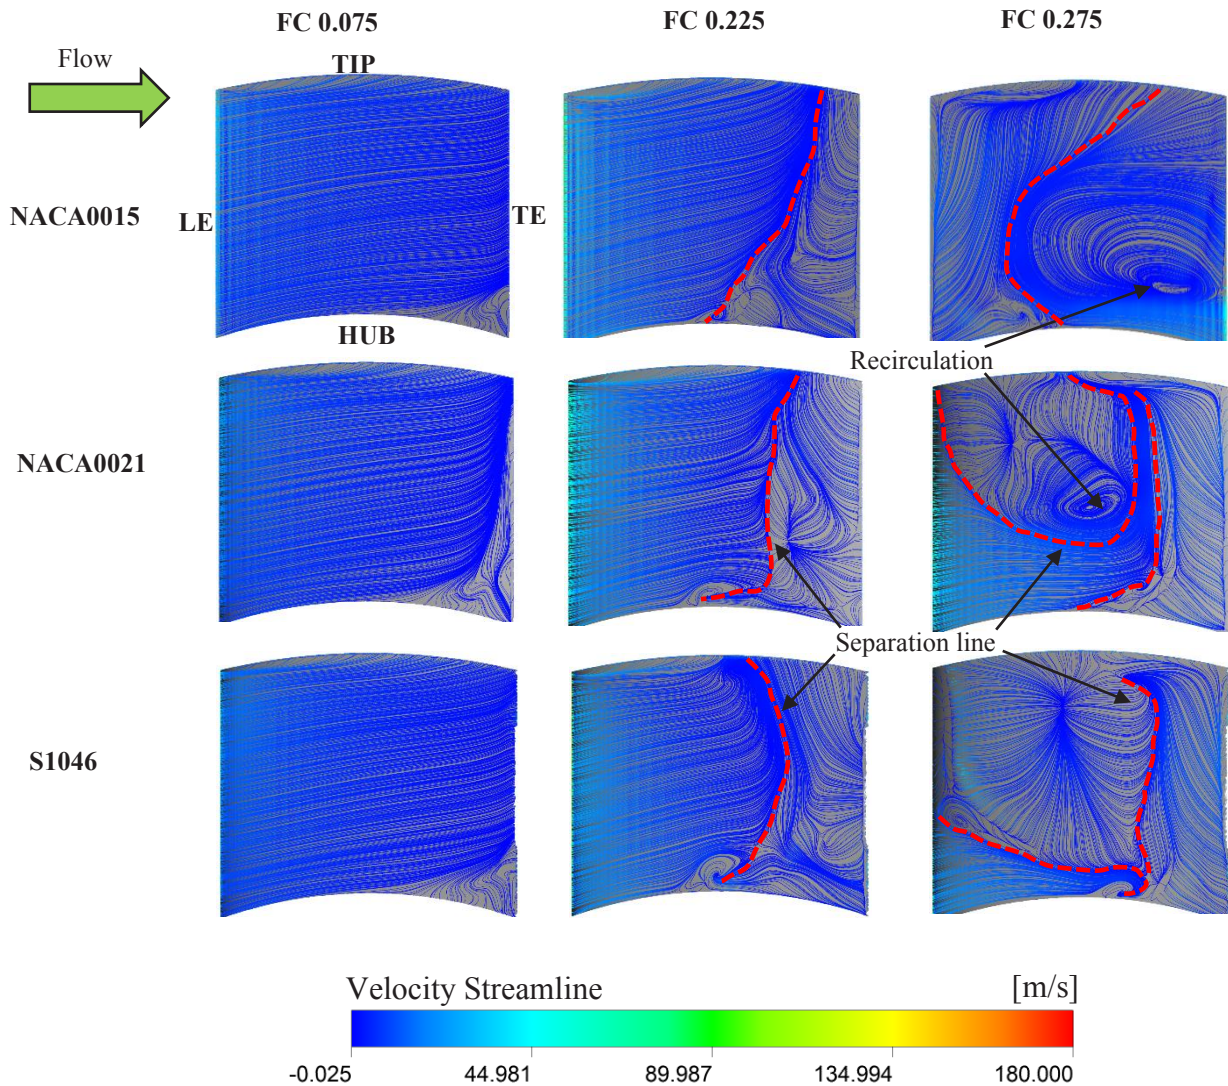 FC 0.075
FC 0.225
FC 0.275
Flow
TIP
NACA0015
LE
TE
HUB
Recirculation
NACA0021
Separation line
S1046
Velocity Streamline
[m/s]
-0.025
44.981
89.987
134.994
180.000